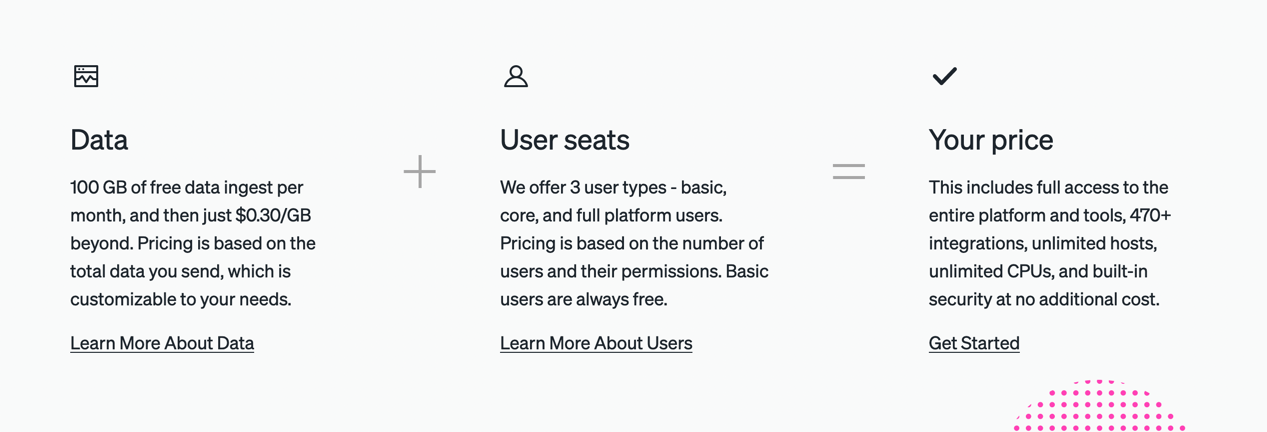 Data
100 GB of free data ingest per
month, and then just $0.30/GB
beyond. Pricing is based on the
total data you send, which is
customizable to your needs.
Learn More About Data
+
User seats
We offer 3 user types - basic,
core, and full platform users.
Pricing is based on the number of
users and their permissions. Basic
users are always free.
Learn More About Users
=
Your price
This includes full access to the
entire platform and tools, 470+
integrations, unlimited hosts,
unlimited CPUs, and built-in
security at no additional cost.
Get Started